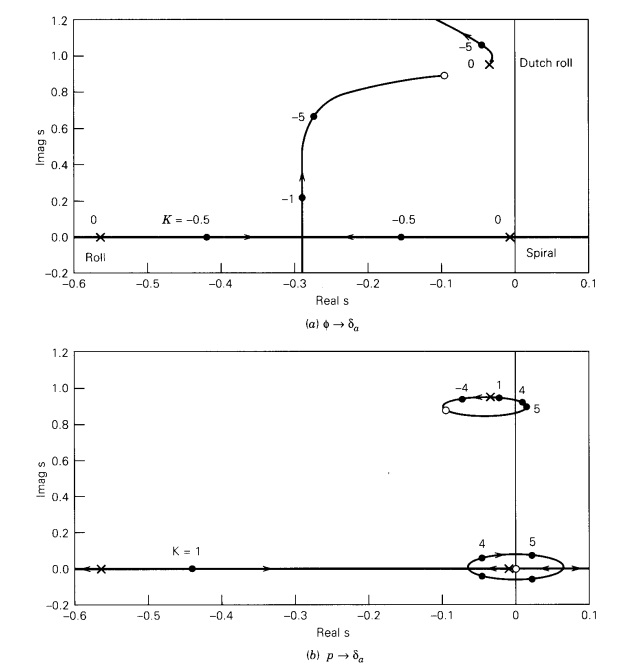 1.2
1.0
0.8
0.6
0.4
0.2
0.0
-0.2
Imag s
-5
0
Dutch roll
-5
-1
0
K = -0.5
-0.5
0
Roll
Spiral
-0.6 -0.5 -0.4 -0.3 -0.2 -0.1 0 0.1
Real s
(a) ϕ → δa
1.2
1.0
0.8
0.6
0.4
0.2
0.0
-0.2
Imag s
-4
1
4
5
K = 1
4
5
-0.6 -0.5 -0.4 -0.3 -0.2 -0.1 0 0.1
Real s
(b) p → δa